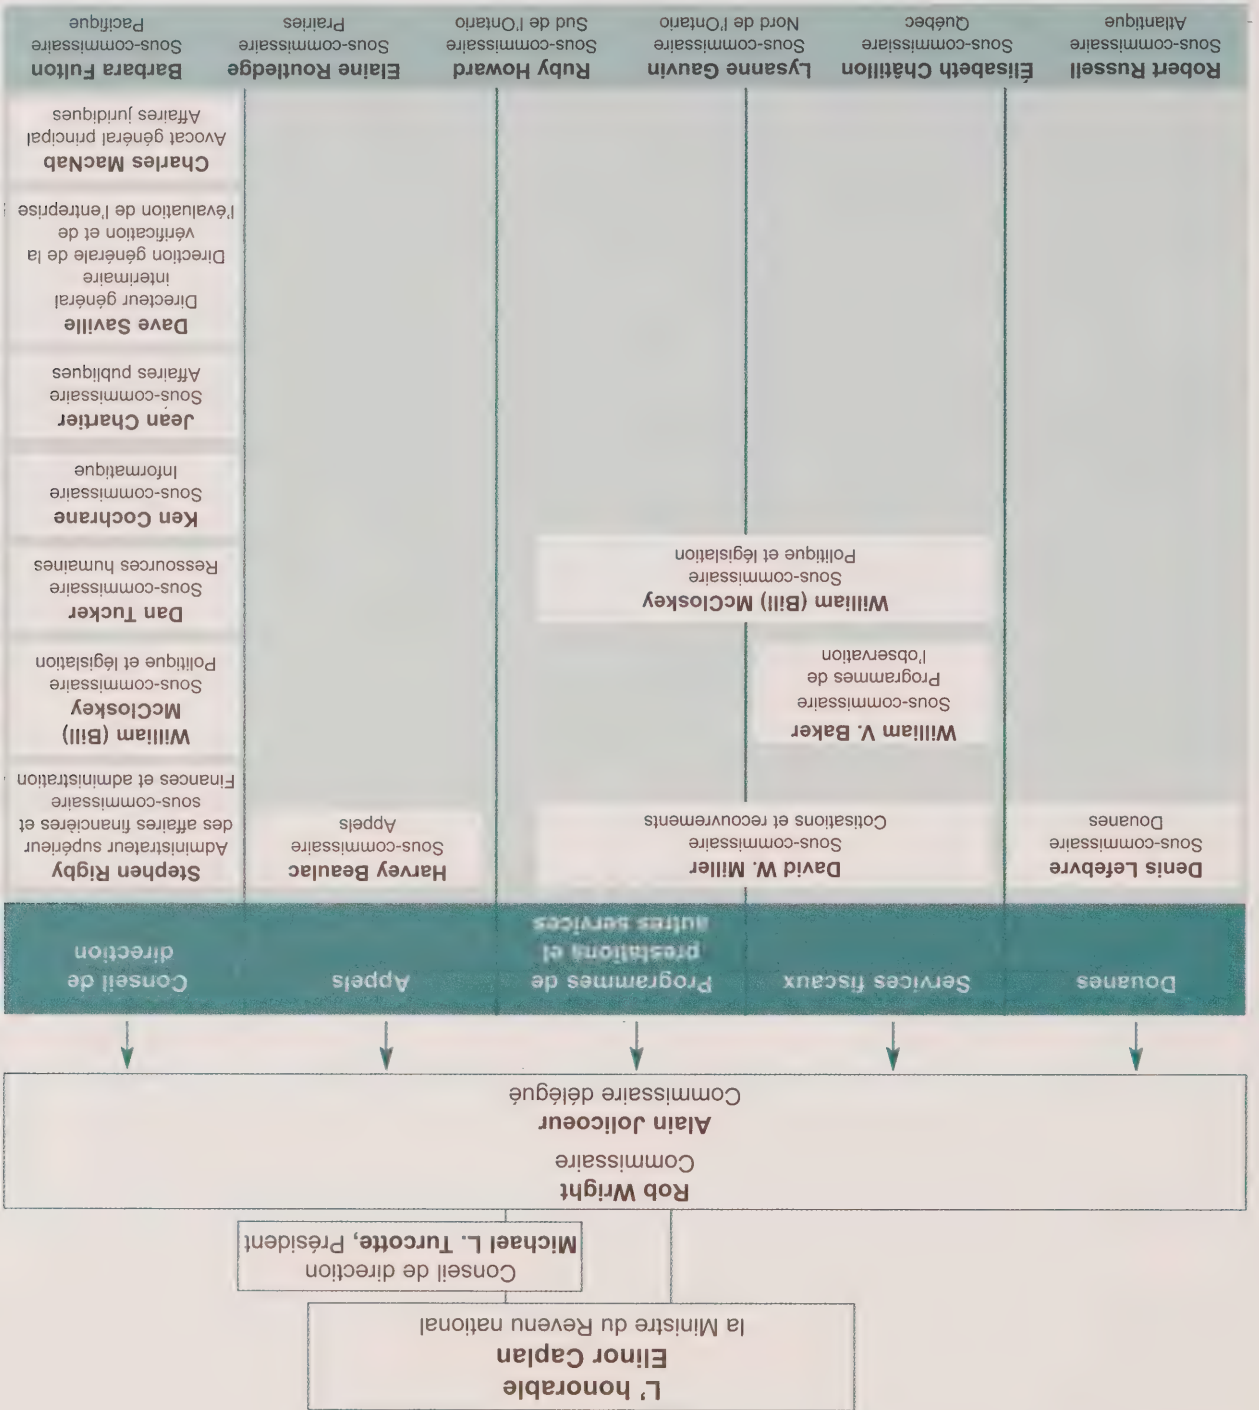 L' honorable
Elinor Caplan
la Ministre du Revenu national
Conseil de direction
Michael L. Turcotte, Président
Rob Wright
Commissaire
Alain Jolicoeur
Commissaire délégué
Douanes
Services fiscaux
Programmes de
prestations et
autres services
Appels
Conseil de
direction
Denis Lefebvre
Sous-commissaire
Douanes
David W. Miller
Sous-commissaire
Cotisations et recouvrements
William V. Baker
Sous-commissaire
Programmes de
l'observation
William (Bill) McCloskey
Sous-commissaire
Politique et législation
Harvey Beaulac
Sous-commissaire
Appels
Stephen Rigby
Administrateur supérieur
des affaires financières et
sous-commissaire
Finances et administration
William (Bill)
McCloskey
Sous-commissaire
Politique et législation
Dan Tucker
Sous-commissaire
Ressources humaines
Ken Cochrane
Sous-commissaire
Informatique
Jean Chartier
Sous-commissaire
Affaires publiques
Dave Saville
Directeur général
interimaire
Direction générale de la
vérification et de
l'évaluation de l'entreprise
Charles MacNab
Avocat général principal
Affaires juridiques
Robert Russell
Sous-commissaire
Atlantique
Élisabeth Châtillon
Sous-commissaire
Québec
Lysanne Gauvin
Sous-commissaire
Nord de l'Ontario
Ruby Howard
Sous-commissaire
Sud de l'Ontario
Elaine Routledge
Sous-commissaire
Prairies
Barbara Fulton
Sous-commissaire
Pacifique